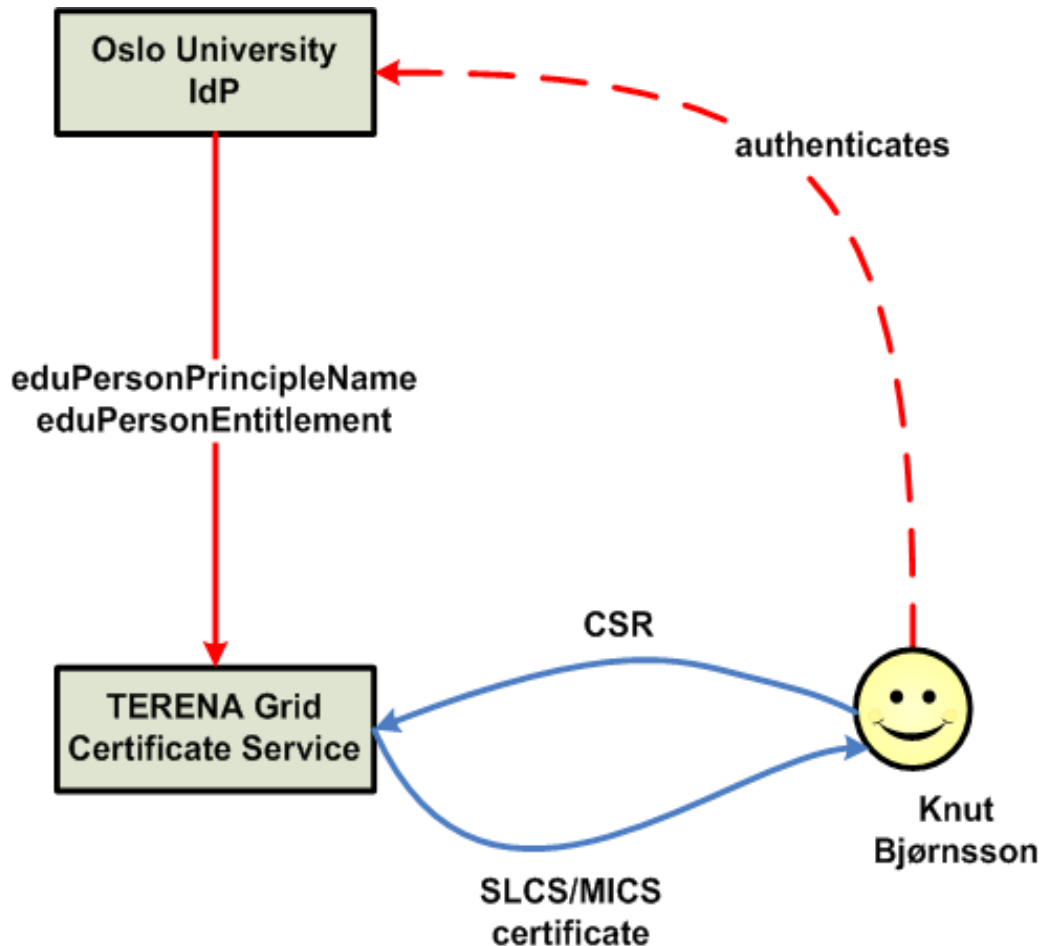 Oslo University
IdP
authenticates
eduPersonPrincipleName
eduPersonEntitlement
CSR
TERENA Grid
Certificate Service
Knut
Bjørnsson
SLCS/MICS
certificate